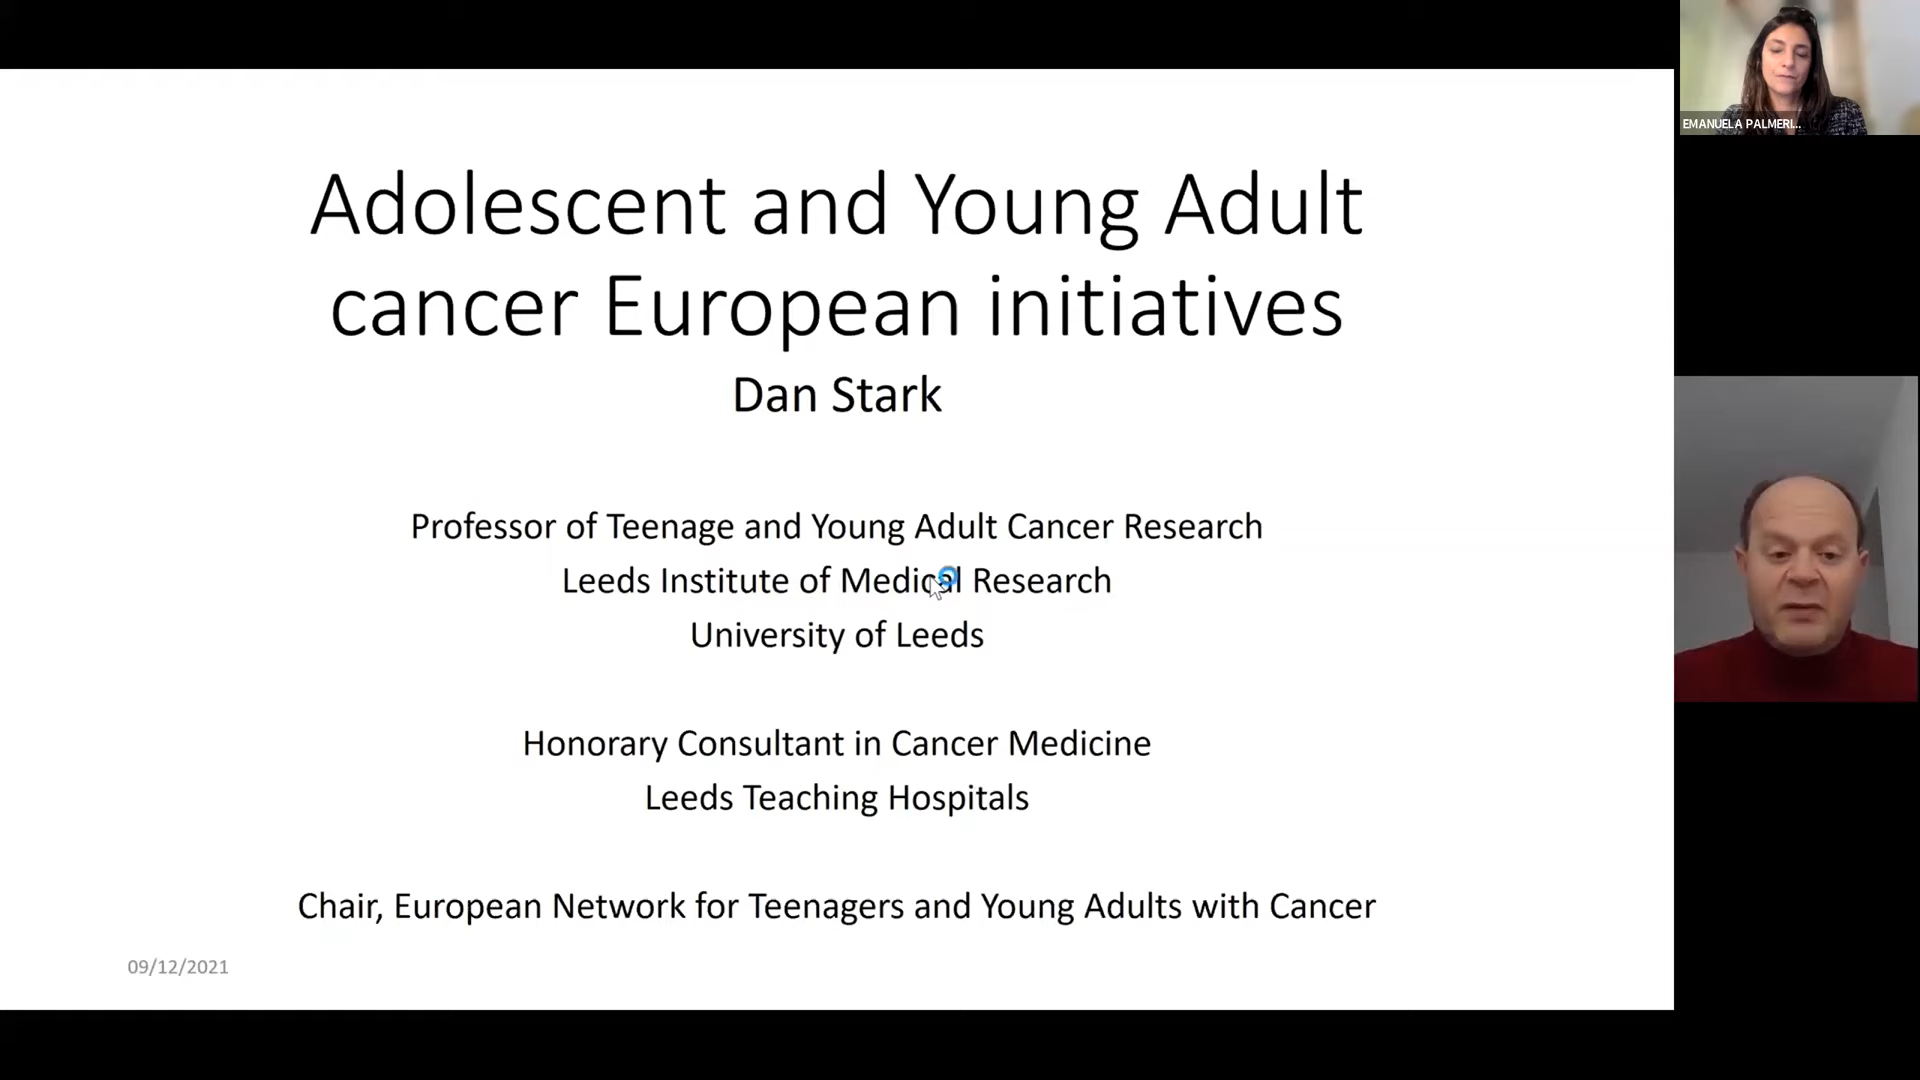 Adolescent and Young Adult
cancer European initiatives
Dan Stark
Professor of Teenage and Young Adult Cancer Research
Leeds Institute of Medical Research
University of Leeds
Honorary Consultant in Cancer Medicine
Leeds Teaching Hospitals
Chair, European Network for Teenagers and Young Adults with Cancer
09/12/2021
EMANUELA PALMERI...